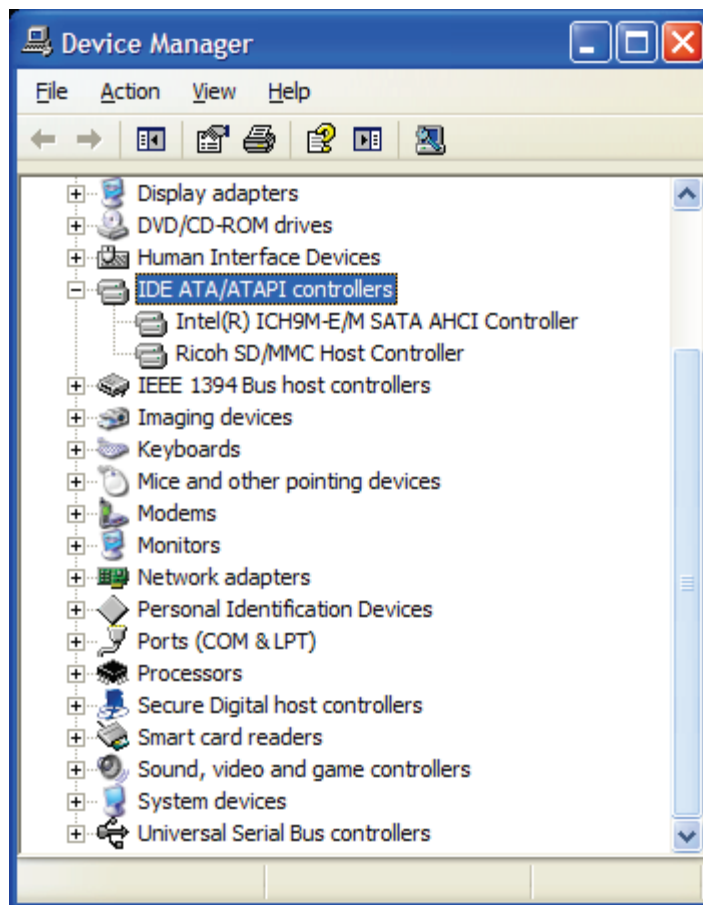 Device Manager
File Action View Help
Display adapters
DVD/CD-ROM drives
Human Interface Devices
IDE ATA/ATAPI controllers
Intel(R) ICH9M-E/M SATA AHCI Controller
Ricoh SD/MMC Host Controller
IEEE 1394 Bus host controllers
Imaging devices
Keyboards
Mice and other pointing devices
Modems
Monitors
Network adapters
Personal Identification Devices
Ports (COM & LPT)
Processors
Secure Digital host controllers
Smart card readers
Sound, video and game controllers
System devices
Universal Serial Bus controllers